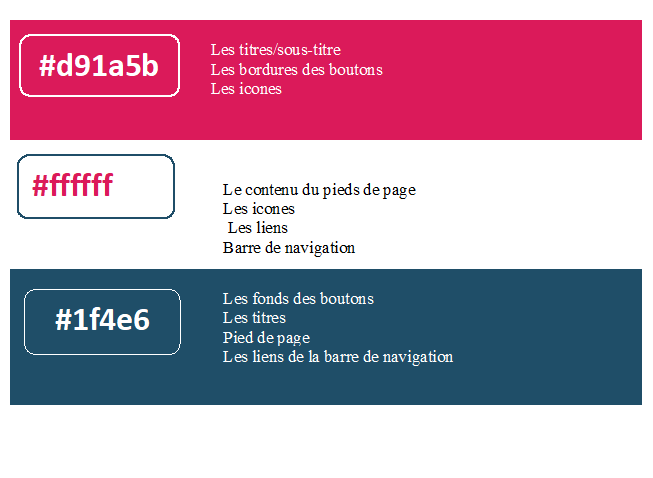 #d91a5b
Les titres/sous-titre
Les bordures des boutons
Les icones
#ffffff
Le contenu du pieds de page
Les icones
Les liens
Barre de navigation
#1f4e6
Les fonds des boutons
Les titres
Pied de page
Les liens de la barre de navigation